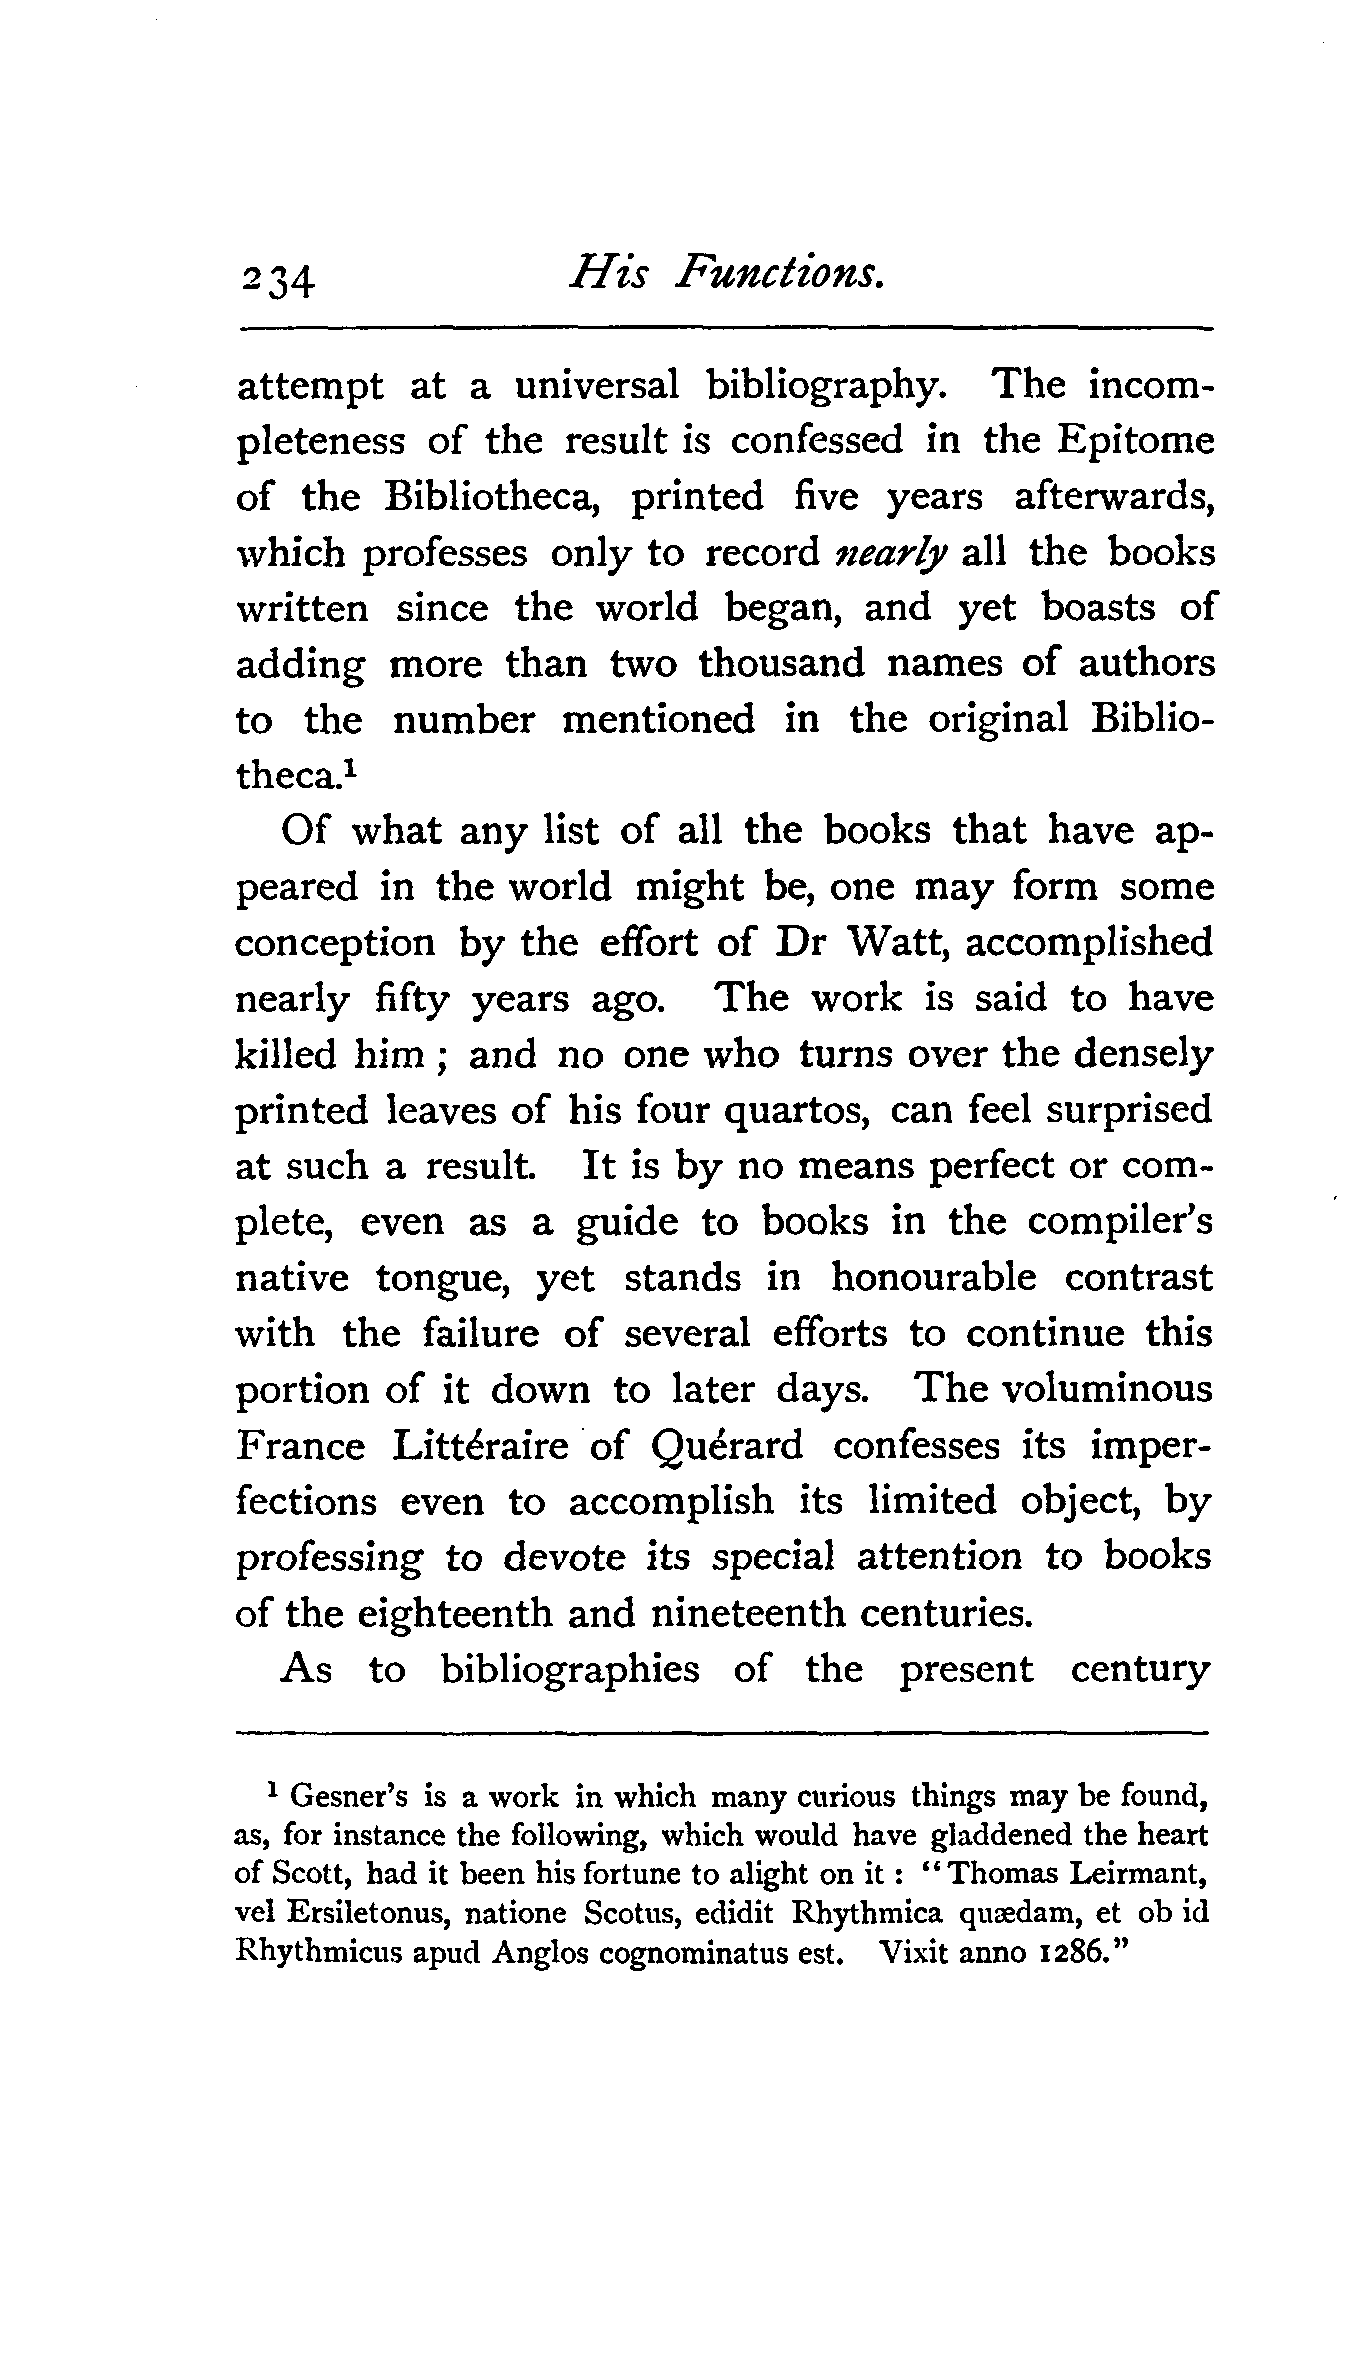 234 His Functions.
attempt at a universal bibliography. The incom-
pleteness of the result is confessed in the Epitome
of the Bibliotheca, printed five years afterwards,
which professes only to record nearly all the books
written since the world began, and yet boasts of
adding more than two thousand names of authors
to the number mentioned in the original Biblio-
theca.¹
Of what any list of all the books that have ap-
peared in the world might be, one may form some
conception by the effort of Dr Watt, accomplished
nearly fifty years ago. The work is said to have
killed him ; and no one who turns over the densely
printed leaves of his four quartos, can feel surprised
at such a result. It is by no means perfect or com-
plete, even as a guide to books in the compiler's
native tongue, yet stands in honourable contrast
with the failure of several efforts to continue this
portion of it down to later days. The voluminous
France Littéraire of Quérard confesses its imper-
fections even to accomplish its limited object, by
professing to devote its special attention to books
of the eighteenth and nineteenth centuries.
As to bibliographies of the present century
¹ Gesner's is a work in which many curious things may be found,
as, for instance the following, which would have gladdened the heart
of Scott, had it been his fortune to alight on it : "Thomas Leirmant,
vel Ersiletonus, natione Scotus, edidit Rhythmica quædam, et ob id
Rhythmicus apud Anglos cognominatus est. Vixit anno 1286."